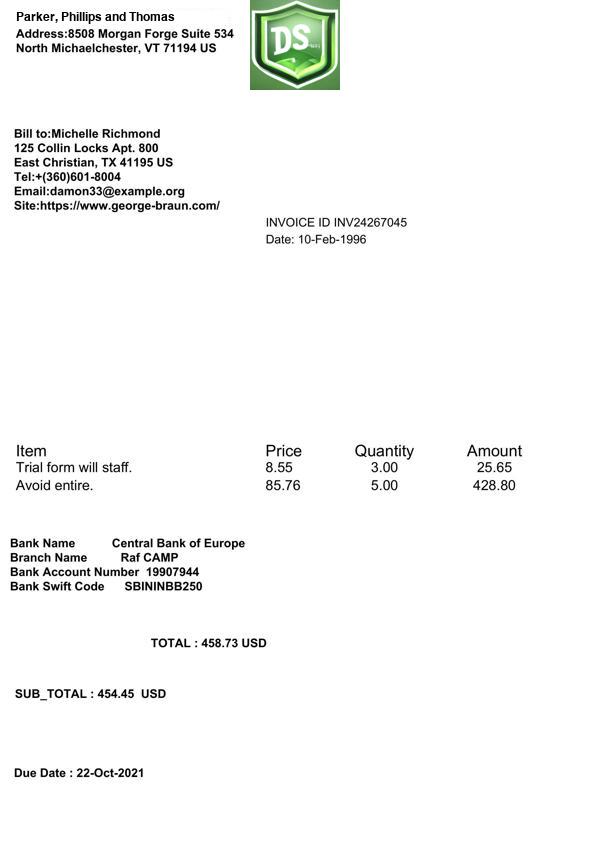 Parker, Phillips and Thomas
Address:8508 Morgan Forge Suite 534
North Michaelchester, VT 71194 US
DS
Bill to:Michelle Richmond
125 Collin Locks Apt. 800
East Christian, TX 41195 US
Tel:+(360)601-8004
Email:damon33@example.org
Site:https://www.george-braun.com/
INVOICE ID INV24267045
Date: 10-Feb-1996
Item Price Quantity Amount
Trial form will staff. 8.55 3.00 25.65
Avoid entire. 85.76 5.00 428.80
Bank Name Central Bank of Europe
Branch Name Raf CAMP
Bank Account Number 19907944
Bank Swift Code SBININBB250
TOTAL : 458.73 USD
SUB_TOTAL : 454.45 USD
Due Date : 22-Oct-2021